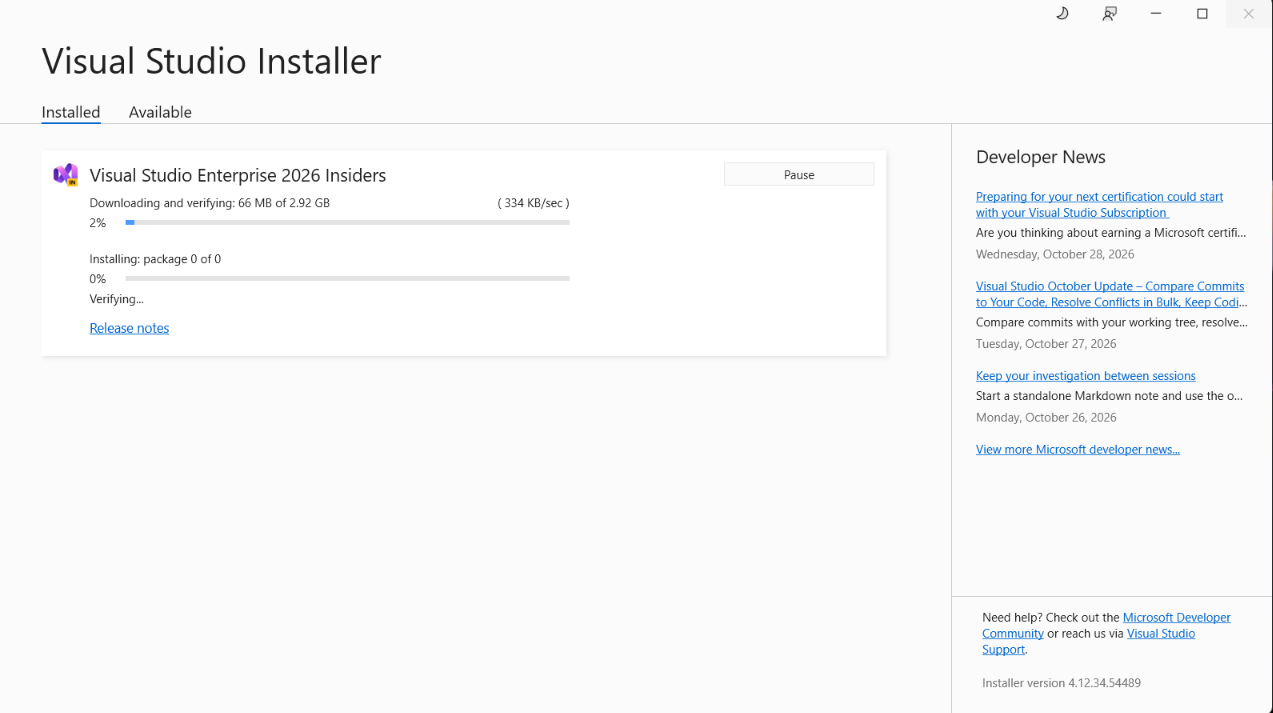 Visual Studio Installer
Installed
Available
Visual Studio Enterprise 2026 Insiders
Pause
Downloading and verifying: 66 MB of 2.92 GB
( 334 KB/sec )
2%
Installing: package 0 of 0
0%
Verifying...
Release notes
Developer News
Preparing for your next certification could start
with your Visual Studio Subscription
Are you thinking about earning a Microsoft certifi...
Wednesday, October 28, 2026
Visual Studio October Update – Compare Commits
to Your Code, Resolve Conflicts in Bulk, Keep Codi...
Compare commits with your working tree, resolve...
Tuesday, October 27, 2026
Keep your investigation between sessions
Start a standalone Markdown note and use the o...
Monday, October 26, 2026
View more Microsoft developer news...
Need help? Check out the Microsoft Developer
Community or reach us via Visual Studio
Support.
Installer version 4.12.34.54489